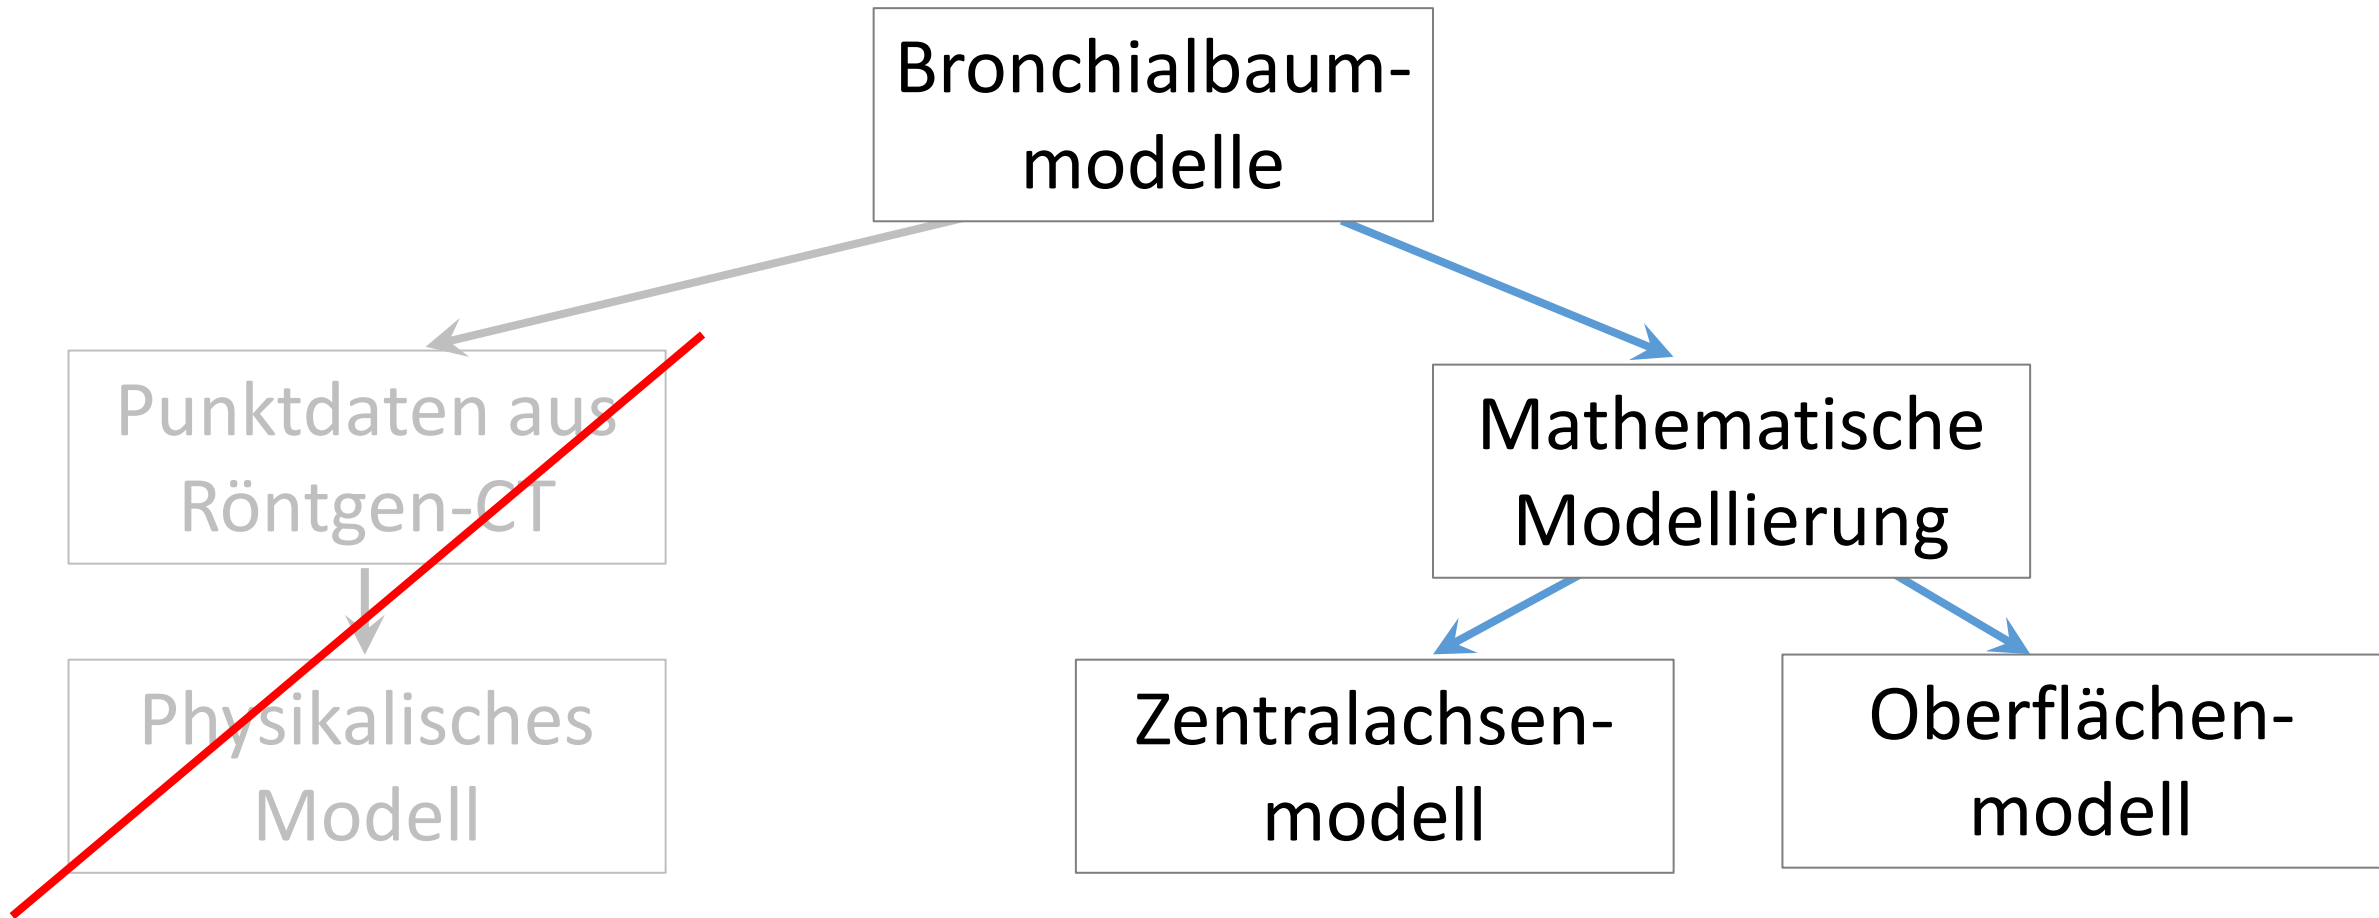 Bronchialbaum-
modelle
Punktdaten aus
Röntgen-CT
Mathematische
Modellierung
Physikalisches
Modell
Zentralachsen-
modell
Oberflächen-
modell